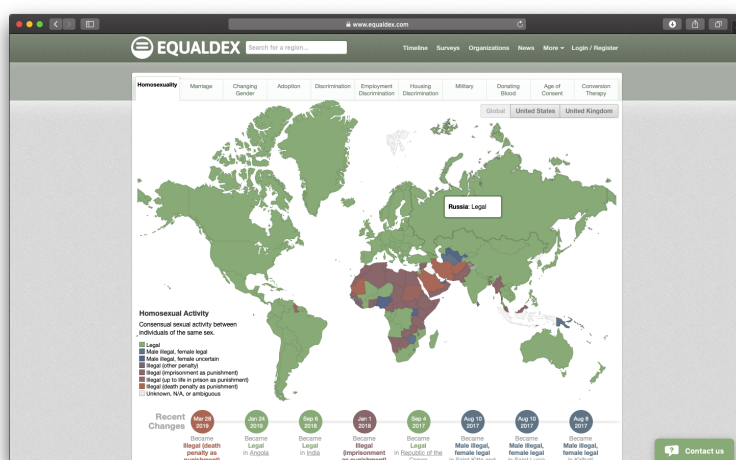 www.equaldex.com
EQUALDEX
Search for a region...
Timeline Surveys Organizations News More Login / Register
Homosexuality Marriage Changing Gender Adoption Discrimination Employment Discrimination Housing Discrimination Military Donating Blood Age of Consent Conversion Therapy
Global United States United Kingdom
Russia: Legal
Homosexual Activity
Consensual sexual activity between
individuals of the same sex.
Legal
Male illegal, female legal
Male illegal, female uncertain
Illegal (other penalty)
Illegal (imprisonment as punishment)
Illegal (up to life in prison as punishment)
Illegal (death penalty as punishment)
Unknown, N/A, or ambiguous
Recent
Changes
Mar 28
2019
Became
Illegal (death
penalty as
Jan 24
2019
Became
Legal
in Angola
Sep 6
2018
Became
Legal
in India
Jan 1
2018
Became
Illegal
(imprisonment
Sep 4
2017
Became
Legal
in Republic of the
Aug 10
2017
Became
Male illegal,
female legal
Aug 10
2017
Became
Male illegal,
female legal
Aug 8
2017
Became
Male illegal,
female legal
Contact us